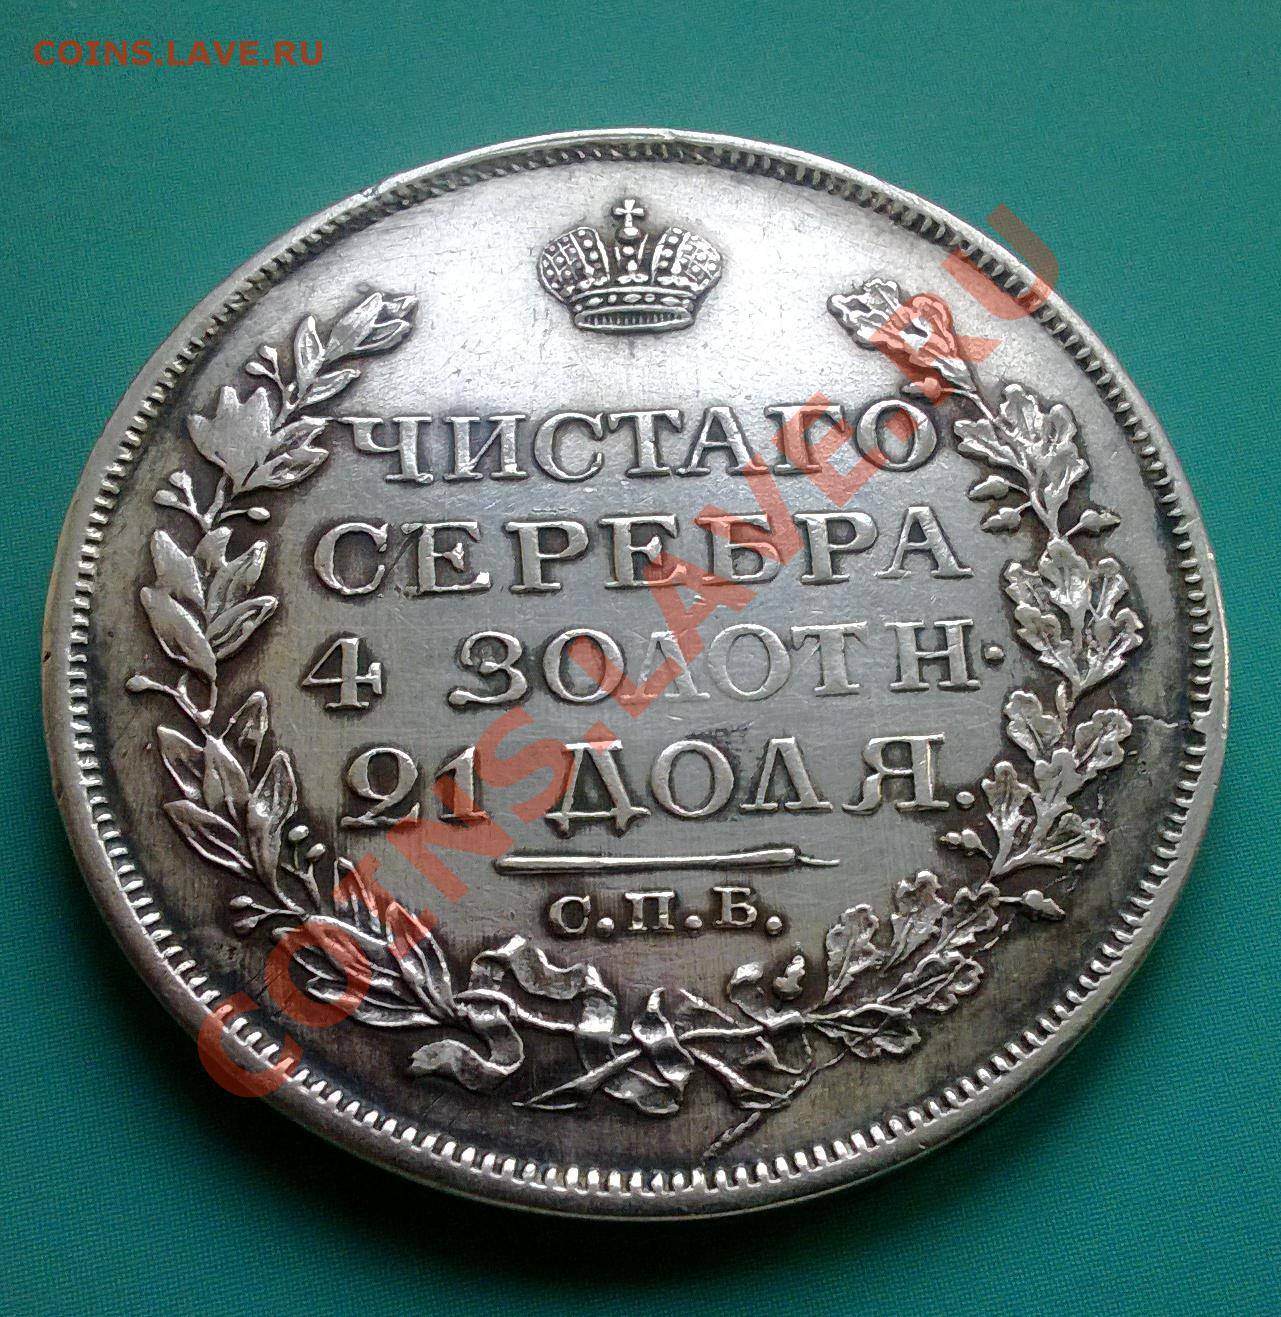 COINS.LAVE.RU
ЧИСТАГО
СЕРЕБРА
4 ЗОЛОТН.
21 ДОЛЯ.
С.П.Б.
COINS.LAVE.RU